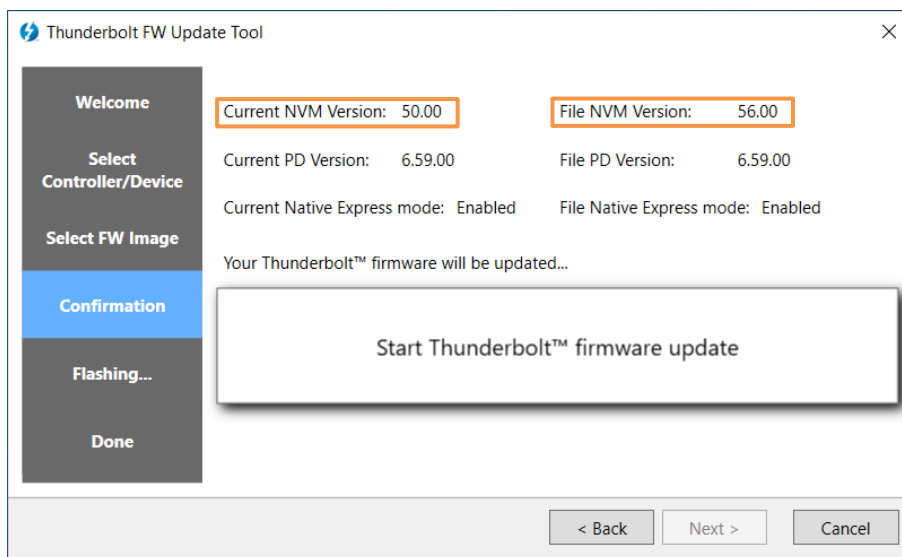 Thunderbolt FW Update Tool
Welcome
Select
Controller/Device
Select FW Image
Confirmation
Flashing...
Done
Current NVM Version: 50.00
File NVM Version: 56.00
Current PD Version: 6.59.00
File PD Version: 6.59.00
Current Native Express mode: Enabled
File Native Express mode: Enabled
Your Thunderbolt™ firmware will be updated...
Start Thunderbolt™ firmware update
< Back
Next >
Cancel